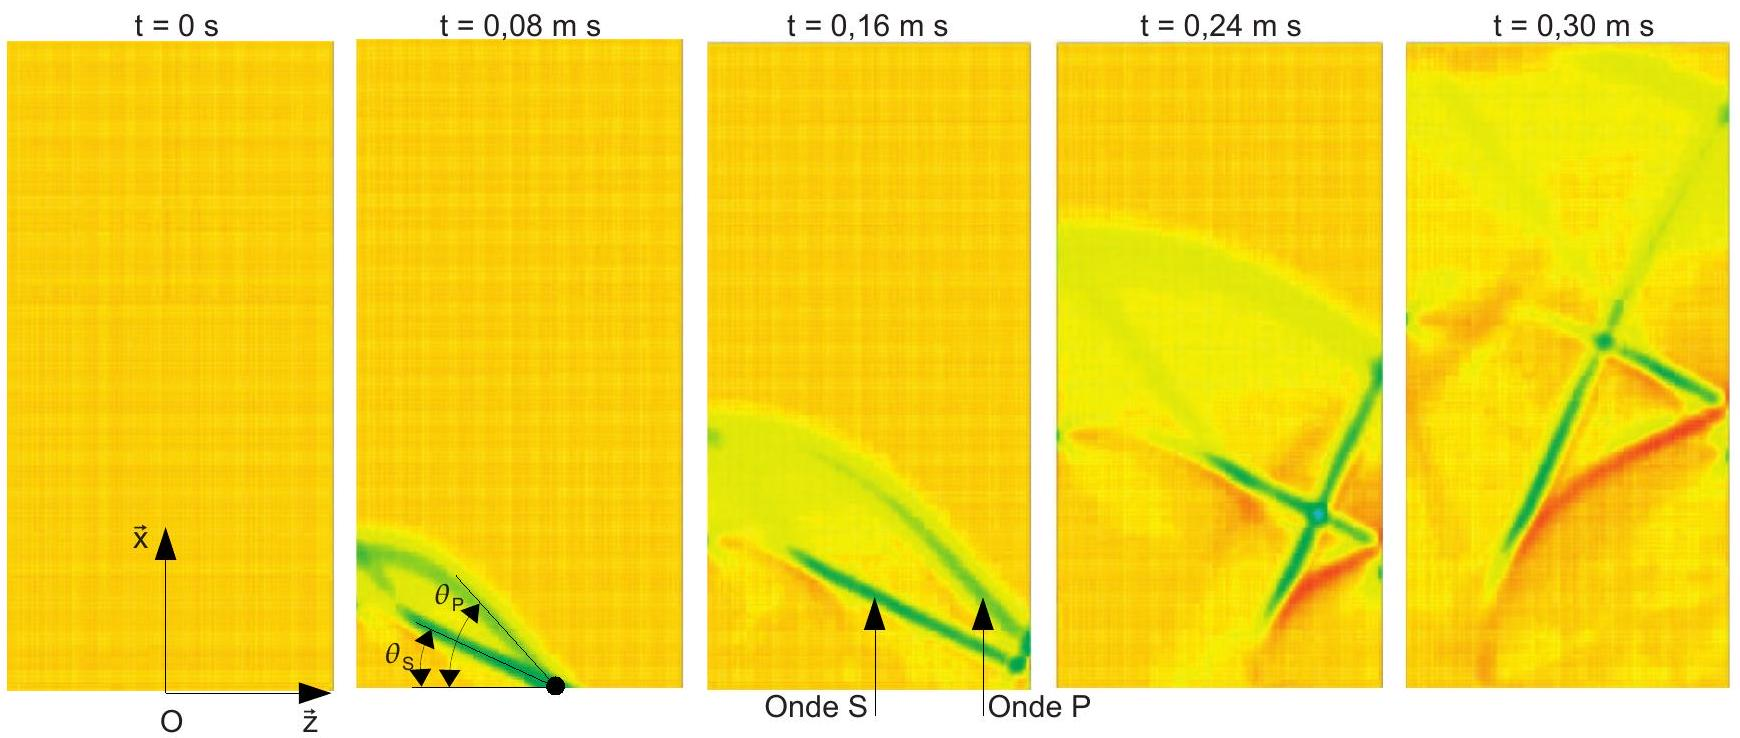 t = 0 s
t = 0,08 m s
t = 0,16 m s
t = 0,24 m s
t = 0,30 m s
x⃗
O
z⃗
θP
θS
Onde S
Onde P